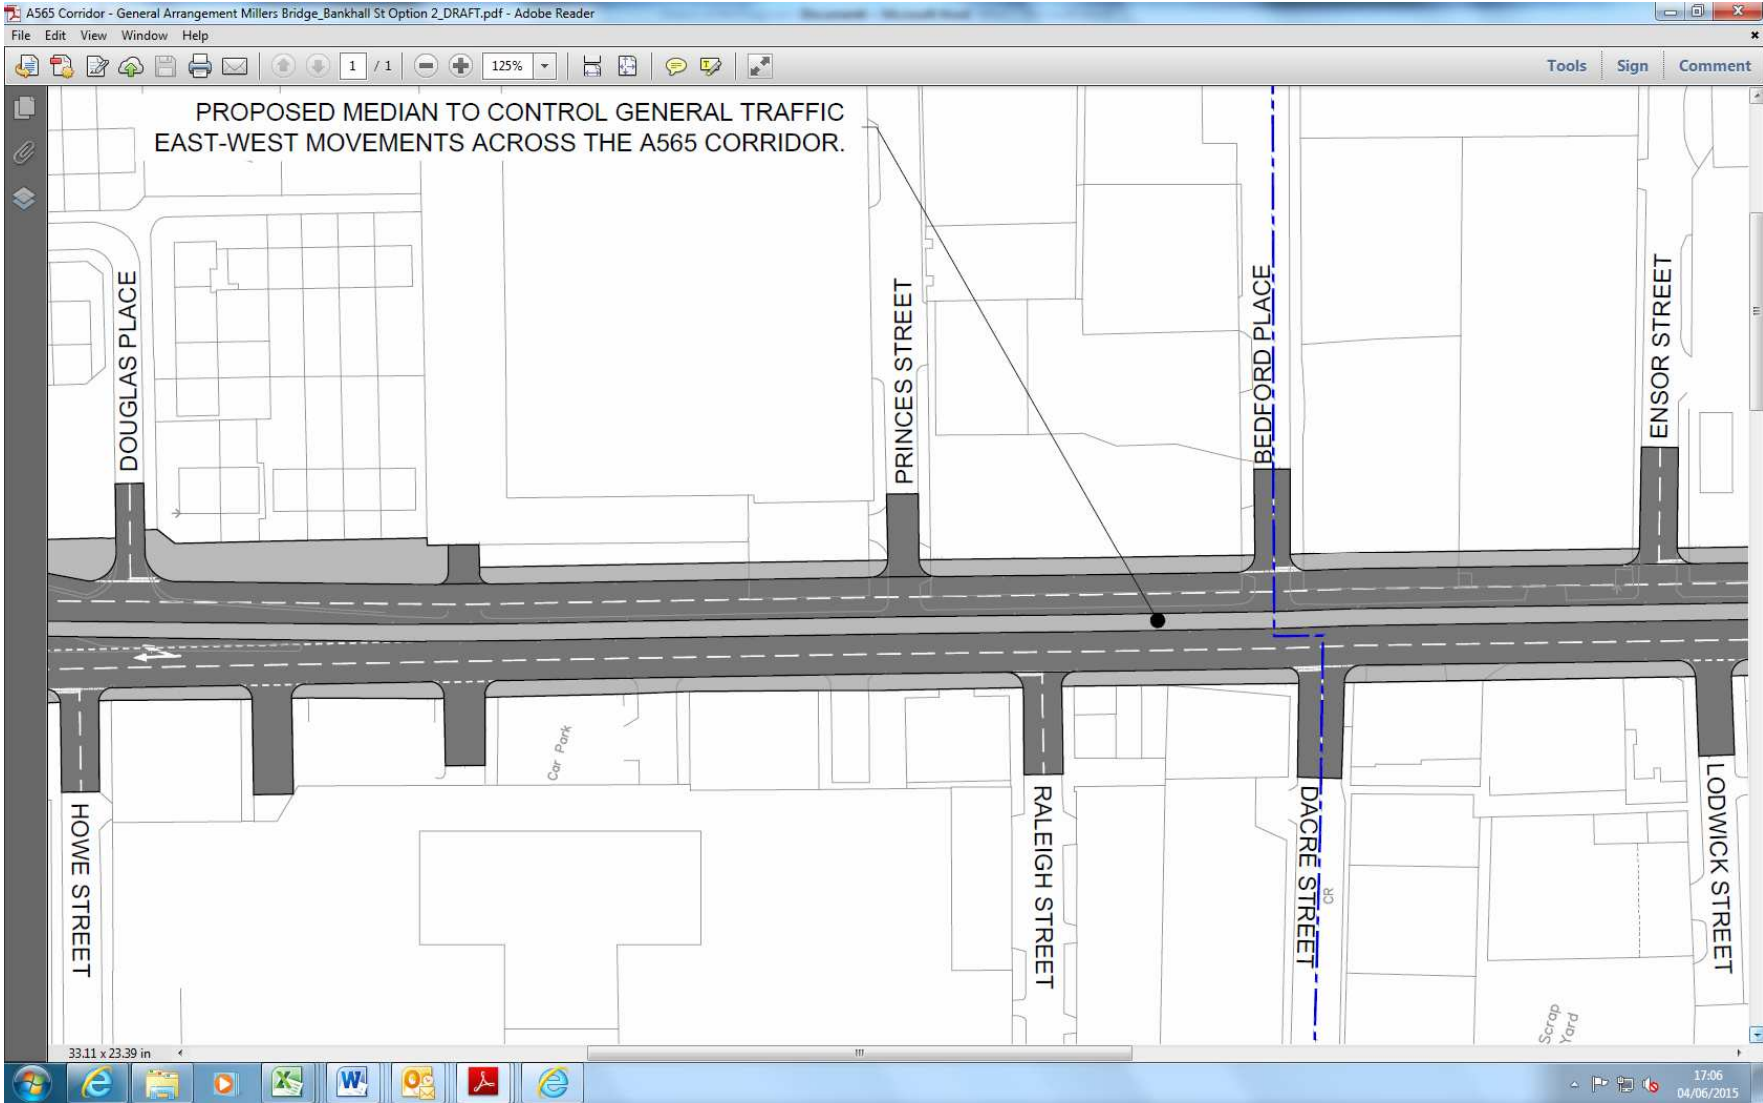 A565 Corridor - General Arrangement Millers Bridge_Bankhall St Option 2_DRAFT.pdf - Adobe Reader
File Edit View Window Help
1 / 1
125%
Tools Sign Comment
PROPOSED MEDIAN TO CONTROL GENERAL TRAFFIC
EAST-WEST MOVEMENTS ACROSS THE A565 CORRIDOR.
DOUGLAS PLACE
PRINCES STREET
BEDFORD PLACE
ENSOR STREET
Car Park
HOWE STREET
RALEIGH STREET
DACRE STREET
CR
LODWICK STREET
Scrap
Yard
33.11 x 23.39 in
17:06
04/06/2015